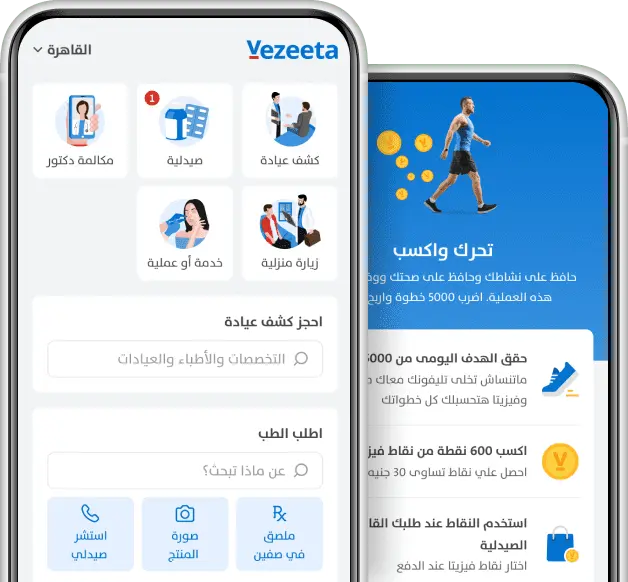 Vezeeta
القاهرة
كشف عيادة
1
صيدلية
مكالمة دكتور
زيارة منزلية
خدمة أو عملية
احجز كشف عيادة
التخصصات والأطباء والعيادات
اطلب الطب
عن ماذا تبحث؟
ملصق
في صفين
صورة
المنتج
استشر
صيدلي
تحرك واكسب
حافظ على نشاطك وحافظ على صحتك
هذه العملية. اضرب 5000 خطوة
حقق الهدف اليومى من
ماتنساش تخلى تليفونك معاك
وفيزيتا هتحسبلك كل خطواتك
اكسب 600 نقطة من نقاط
احصل علي نقاط تساوى 30 جنيه
استخدم النقاط عند طلبك
الصيدلية
اختار نقاط فيزيتا عند الدفع